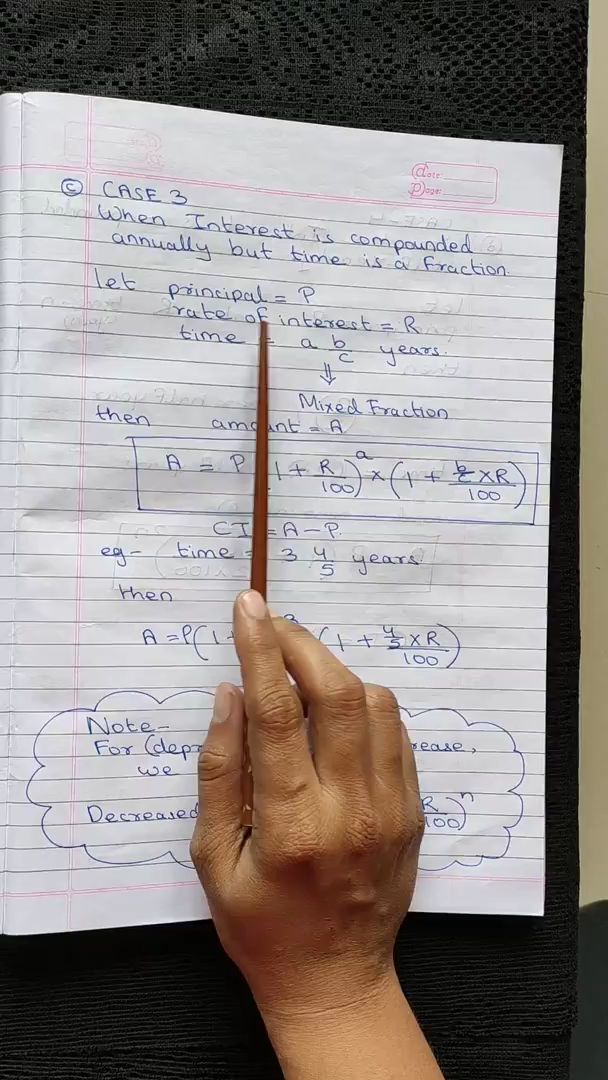 Date:
Page:
© CASE 3
When Interest is compounded
annually but time is a fraction.
let principal = P
rate of interest = R
time = a b/c years.
⇓
Mixed Fraction
then amount = A
A = P(1 + R/100)^a × (1 + b/c × R/100)
CI = A - P.
eg- time = 3 4/5 years.
then
A = P(1 + (1 + 4/5 × R/100)
Note-
For
we
Decreased R/100)^n